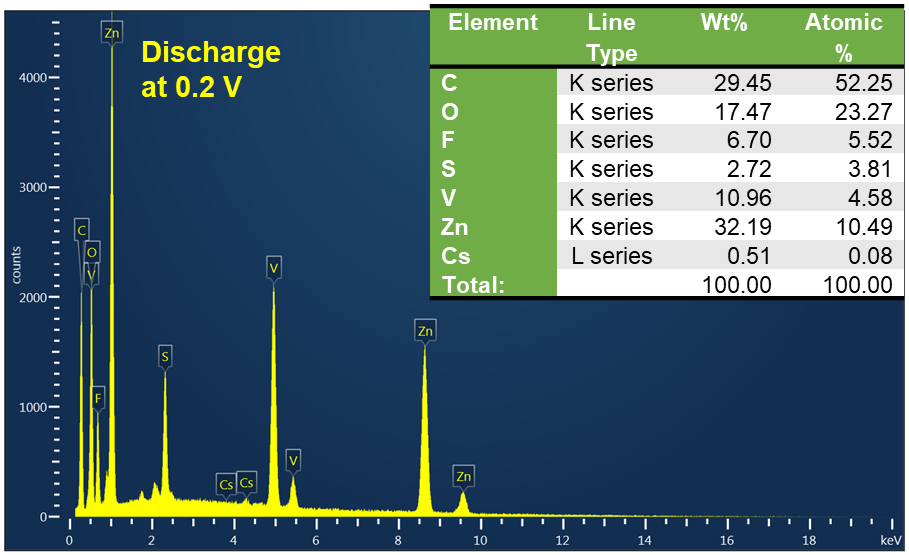 Discharge
at 0.2 V
Element Line Type Wt% Atomic %
C K series 29.45 52.25
O K series 17.47 23.27
F K series 6.70 5.52
S K series 2.72 3.81
V K series 10.96 4.58
Zn K series 32.19 10.49
Cs L series 0.51 0.08
Total: 100.00 100.00
counts
4000
3000
2000
1000
0
Zn
C
O
V
F
S
Cs
Cs
V
V
Zn
Zn
0 2 4 6 8 10 12 14 16 18 keV